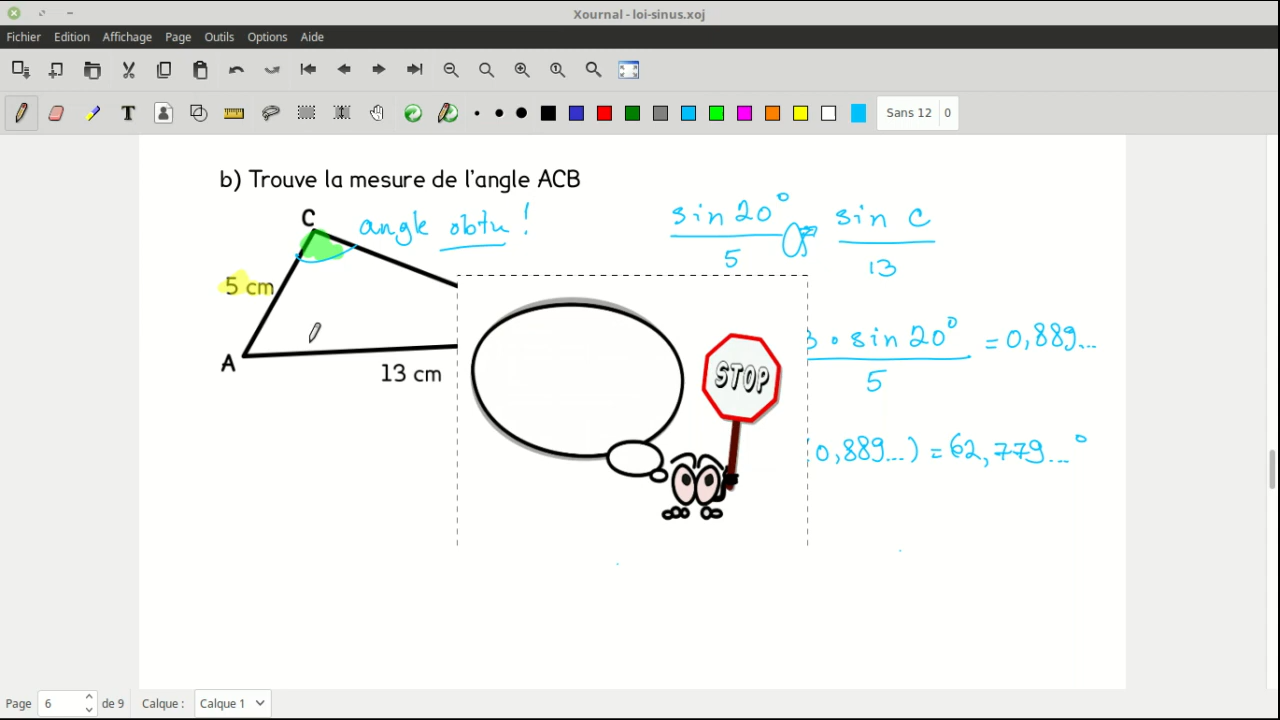 Xournal - loi-sinus.xoj
Fichier Edition Affichage Page Outils Options Aide
Sans 12 0
b) Trouve la mesure de l'angle ACB
C
angle obtu !
5 cm
A
13 cm
sin 20° = sin C
5 13
3 • sin 20° = 0,889...
5
(0,889...) = 62,779...°
STOP
Page 6 de 9 Calque : Calque 1